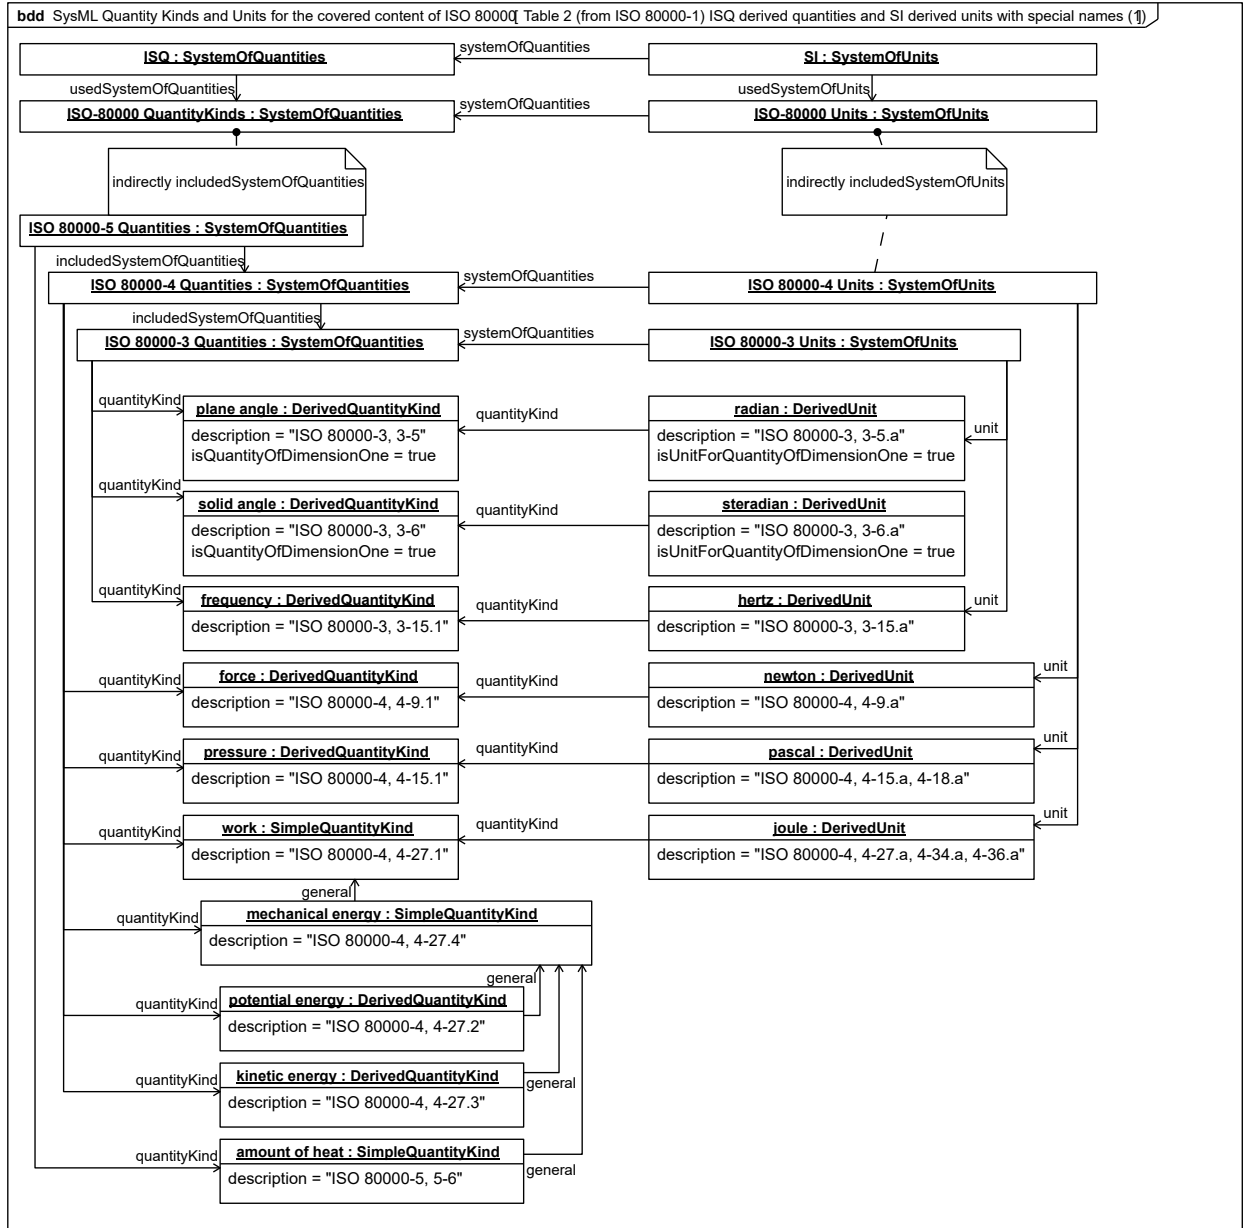 bdd SysML Quantity Kinds and Units for the covered content of ISO 80000[ Table 2 (from ISO 80000-1) ISQ derived quantities and SI derived units with special names (1])
ISQ : SystemOfQuantities
systemOfQuantities
SI : SystemOfUnits
usedSystemOfQuantities
usedSystemOfUnits
ISO-80000 QuantityKinds : SystemOfQuantities
systemOfQuantities
ISO-80000 Units : SystemOfUnits
indirectly includedSystemOfQuantities
indirectly includedSystemOfUnits
ISO 80000-5 Quantities : SystemOfQuantities
includedSystemOfQuantities
ISO 80000-4 Quantities : SystemOfQuantities
systemOfQuantities
ISO 80000-4 Units : SystemOfUnits
includedSystemOfQuantities
ISO 80000-3 Quantities : SystemOfQuantities
systemOfQuantities
ISO 80000-3 Units : SystemOfUnits
quantityKind
plane angle : DerivedQuantityKind
description = "ISO 80000-3, 3-5"
isQuantityOfDimensionOne = true
quantityKind
radian : DerivedUnit
description = "ISO 80000-3, 3-5.a"
isUnitForQuantityOfDimensionOne = true
unit
quantityKind
solid angle : DerivedQuantityKind
description = "ISO 80000-3, 3-6"
isQuantityOfDimensionOne = true
quantityKind
steradian : DerivedUnit
description = "ISO 80000-3, 3-6.a"
isUnitForQuantityOfDimensionOne = true
quantityKind
frequency : DerivedQuantityKind
description = "ISO 80000-3, 3-15.1"
quantityKind
hertz : DerivedUnit
description = "ISO 80000-3, 3-15.a"
unit
quantityKind
force : DerivedQuantityKind
description = "ISO 80000-4, 4-9.1"
quantityKind
newton : DerivedUnit
description = "ISO 80000-4, 4-9.a"
unit
quantityKind
pressure : DerivedQuantityKind
description = "ISO 80000-4, 4-15.1"
quantityKind
pascal : DerivedUnit
description = "ISO 80000-4, 4-15.a, 4-18.a"
unit
quantityKind
work : SimpleQuantityKind
description = "ISO 80000-4, 4-27.1"
quantityKind
joule : DerivedUnit
description = "ISO 80000-4, 4-27.a, 4-34.a, 4-36.a"
unit
general
quantityKind
mechanical energy : SimpleQuantityKind
description = "ISO 80000-4, 4-27.4"
general
quantityKind
potential energy : DerivedQuantityKind
description = "ISO 80000-4, 4-27.2"
quantityKind
kinetic energy : DerivedQuantityKind
description = "ISO 80000-4, 4-27.3"
general
quantityKind
amount of heat : SimpleQuantityKind
description = "ISO 80000-5, 5-6"
general